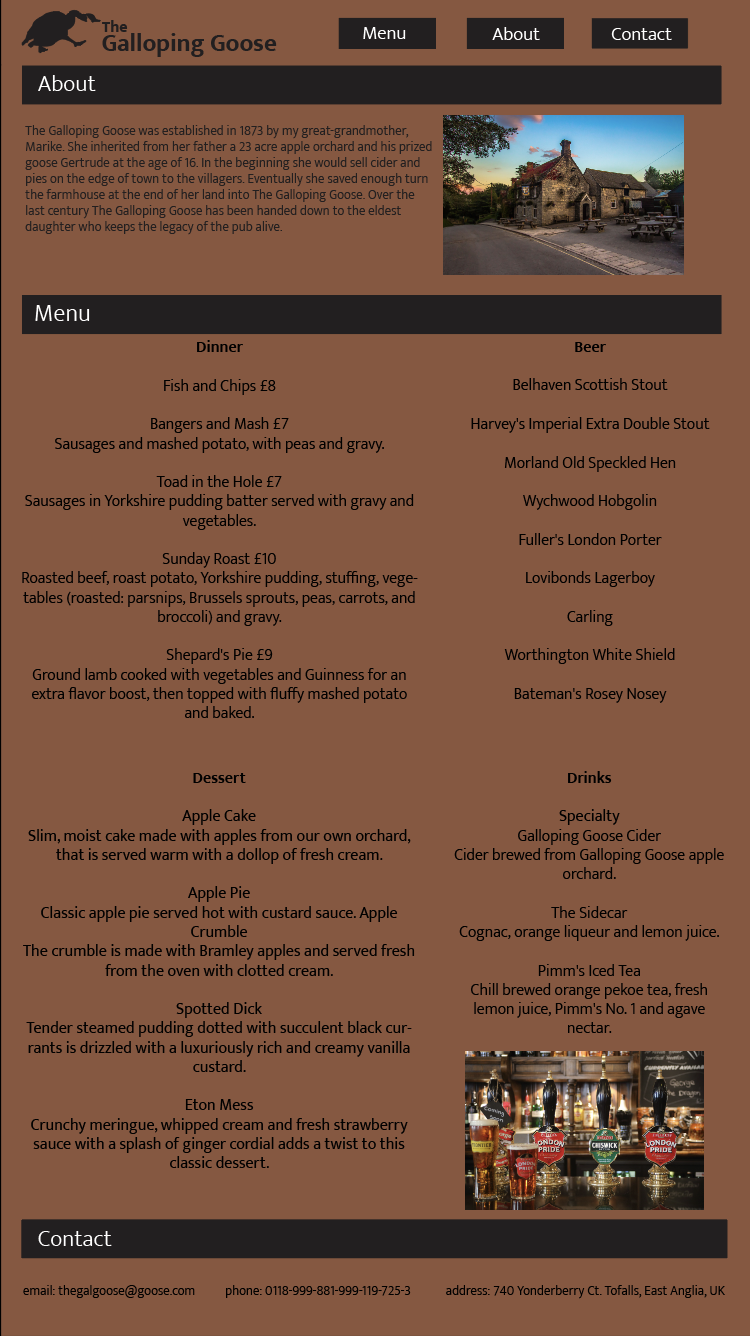 The
Galloping Goose
Menu
About
Contact
About
The Galloping Goose was established in 1873 by my great-grandmother,
Marike. She inherited from her father a 23 acre apple orchard and his prized
goose Gertrude at the age of 16. In the beginning she would sell cider and
pies on the edge of town to the villagers. Eventually she saved enough turn
the farmhouse at the end of her land into The Galloping Goose. Over the
last century The Galloping Goose has been handed down to the eldest
daughter who keeps the legacy of the pub alive.
Menu
Dinner
Fish and Chips £8
Bangers and Mash £7
Sausages and mashed potato, with peas and gravy.
Toad in the Hole £7
Sausages in Yorkshire pudding batter served with gravy and
vegetables.
Sunday Roast £10
Roasted beef, roast potato, Yorkshire pudding, stuffing, vege-
tables (roasted: parsnips, Brussels sprouts, peas, carrots, and
broccoli) and gravy.
Shepard's Pie £9
Ground lamb cooked with vegetables and Guinness for an
extra flavor boost, then topped with fluffy mashed potato
and baked.
Beer
Belhaven Scottish Stout
Harvey's Imperial Extra Double Stout
Morland Old Speckled Hen
Wychwood Hobgolin
Fuller's London Porter
Lovibonds Lagerboy
Carling
Worthington White Shield
Bateman's Rosey Nosey
Dessert
Apple Cake
Slim, moist cake made with apples from our own orchard,
that is served warm with a dollop of fresh cream.
Apple Pie
Classic apple pie served hot with custard sauce. Apple
Crumble
The crumble is made with Bramley apples and served fresh
from the oven with clotted cream.
Spotted Dick
Tender steamed pudding dotted with succulent black cur-
rants is drizzled with a luxuriously rich and creamy vanilla
custard.
Eton Mess
Crunchy meringue, whipped cream and fresh strawberry
sauce with a splash of ginger cordial adds a twist to this
classic dessert.
Drinks
Specialty
Galloping Goose Cider
Cider brewed from Galloping Goose apple
orchard.
The Sidecar
Cognac, orange liqueur and lemon juice.
Pimm's Iced Tea
Chill brewed orange pekoe tea, fresh
lemon juice, Pimm's No. 1 and agave
nectar.
CURRENTLY AVAILAB
George
the Dragon
Coming
Soon
LONDON
PRIDE
CHISWICK
LONDON
PRIDE
FRONTIER
LONDON
PRIDE
Contact
email: thegalgoose@goose.com
phone: 0118-999-881-999-119-725-3
address: 740 Yonderberry Ct. Tofalls, East Anglia, UK